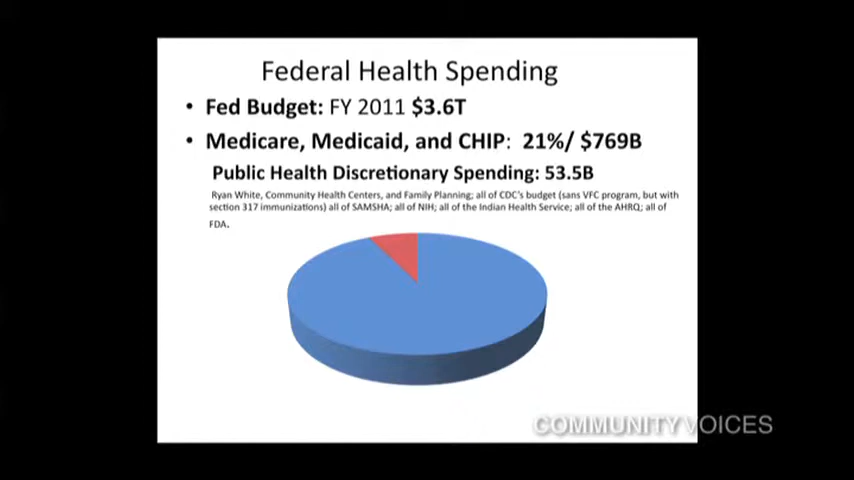 Federal Health Spending
• Fed Budget: FY 2011 $3.6T
• Medicare, Medicaid, and CHIP: 21%/ $769B
Public Health Discretionary Spending: 53.5B
Ryan White, Community Health Centers, and Family Planning; all of CDC's budget (sans VFC program, but with
section 317 immunizations) all of SAMSHA; all of NIH; all of the Indian Health Service; all of the AHRQ; all of
FDA.
COMMUNITY VOICES